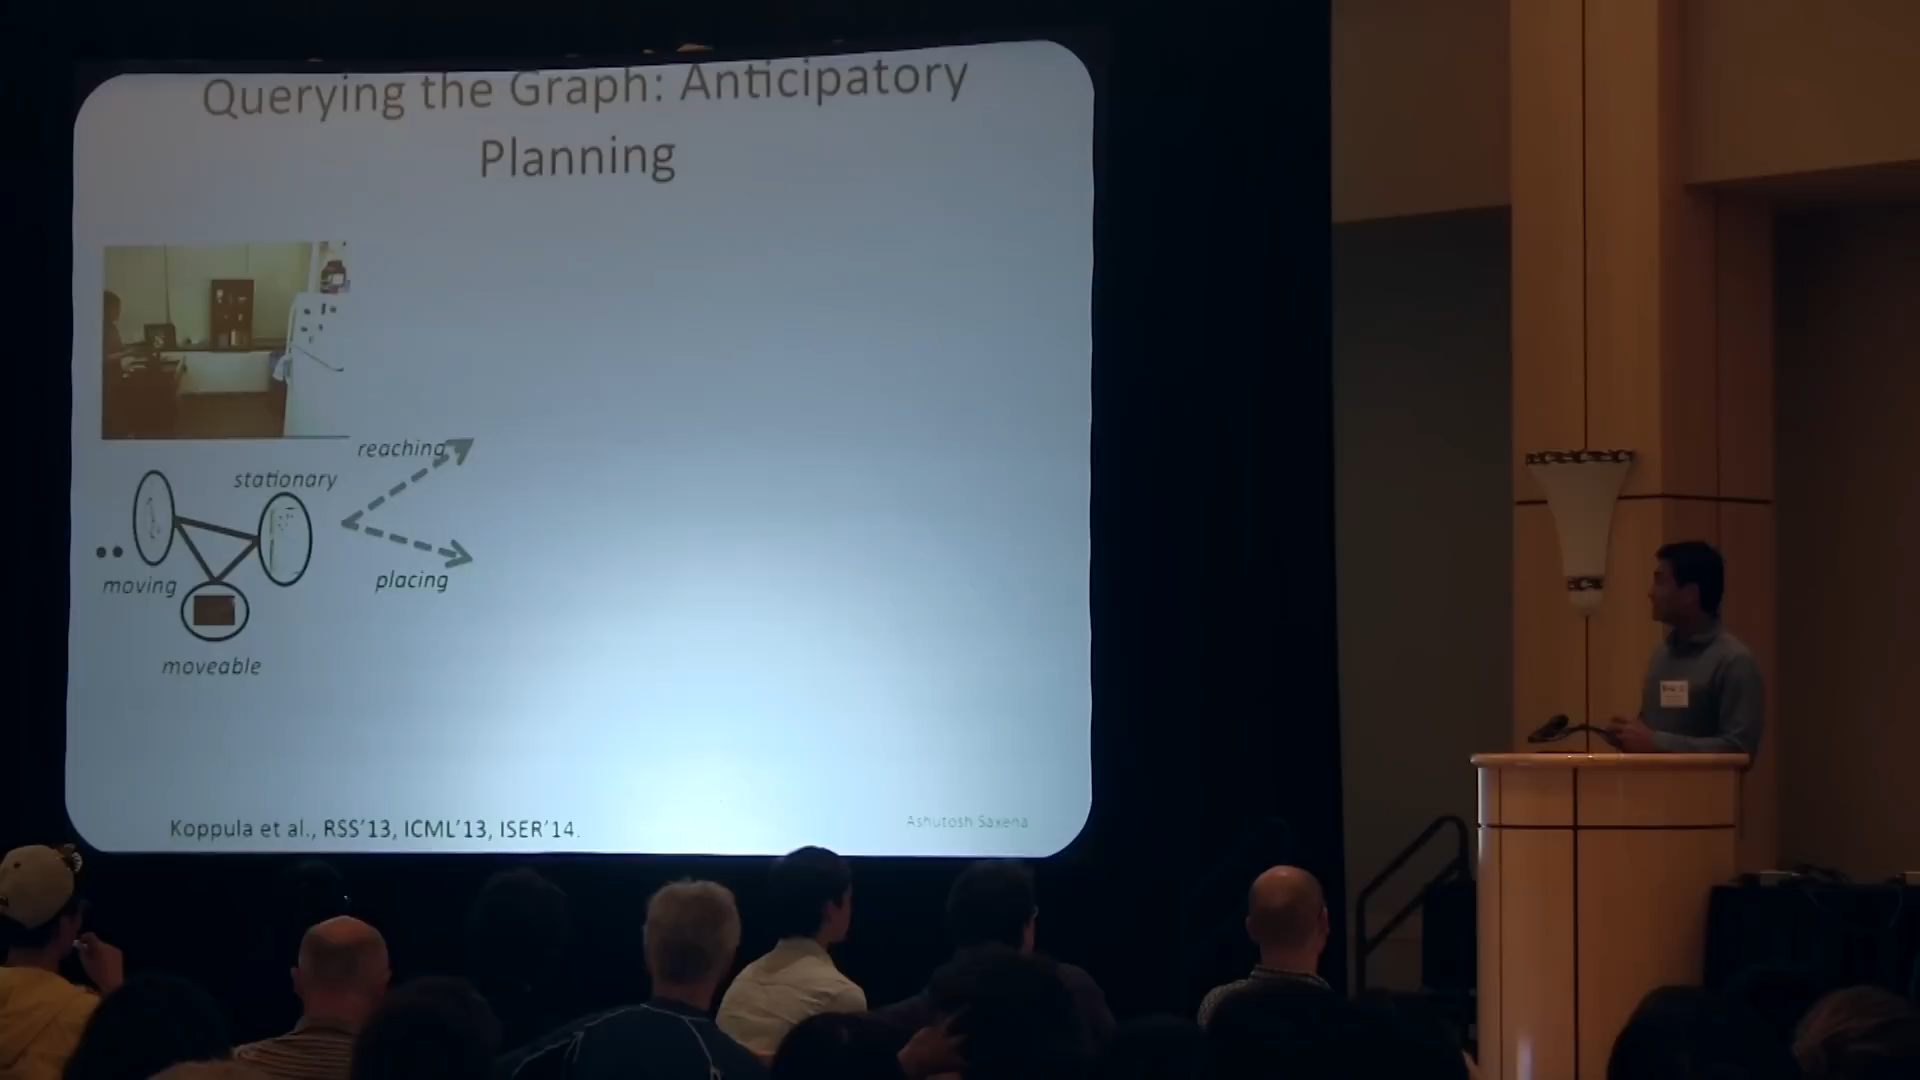 Querying the Graph: Anticipatory
Planning
reaching
stationary
moving
placing
moveable
Koppula et al., RSS'13, ICML'13, ISER'14.
Ashutosh Saxena